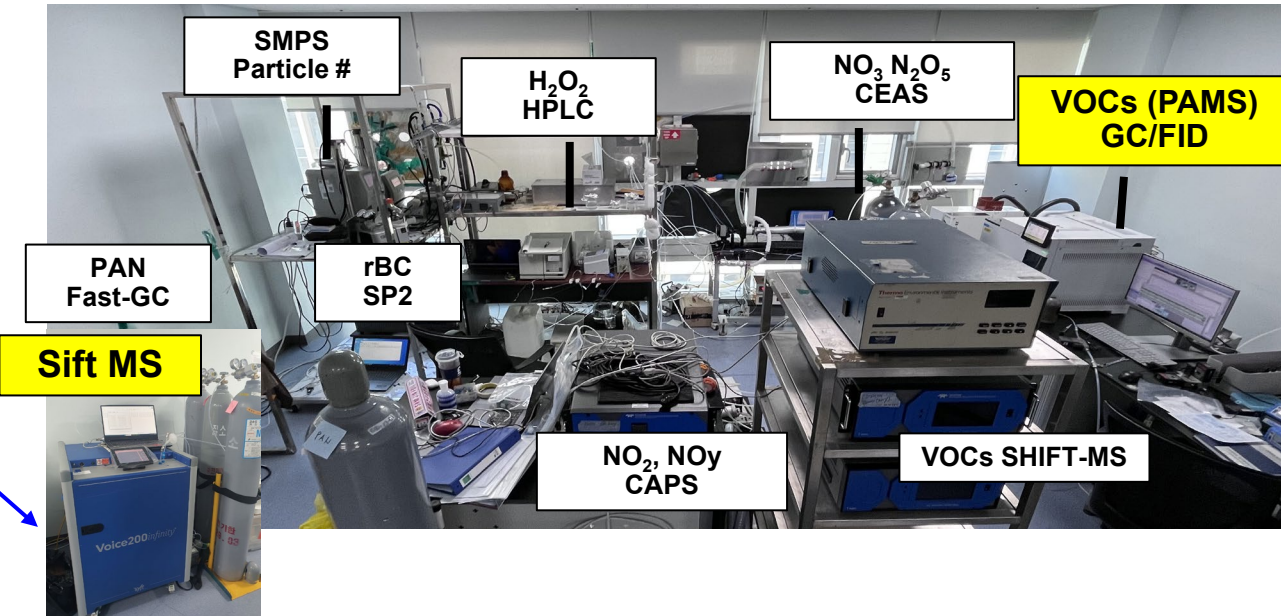 SMPS
Particle #
H₂O₂
HPLC
NO₃ N₂O₅
CEAS
VOCs (PAMS)
GC/FID
PAN
Fast-GC
rBC
SP2
Sift MS
NO₂, NOy
CAPS
VOCs SHIFT-MS
PAN
Voice200infinity